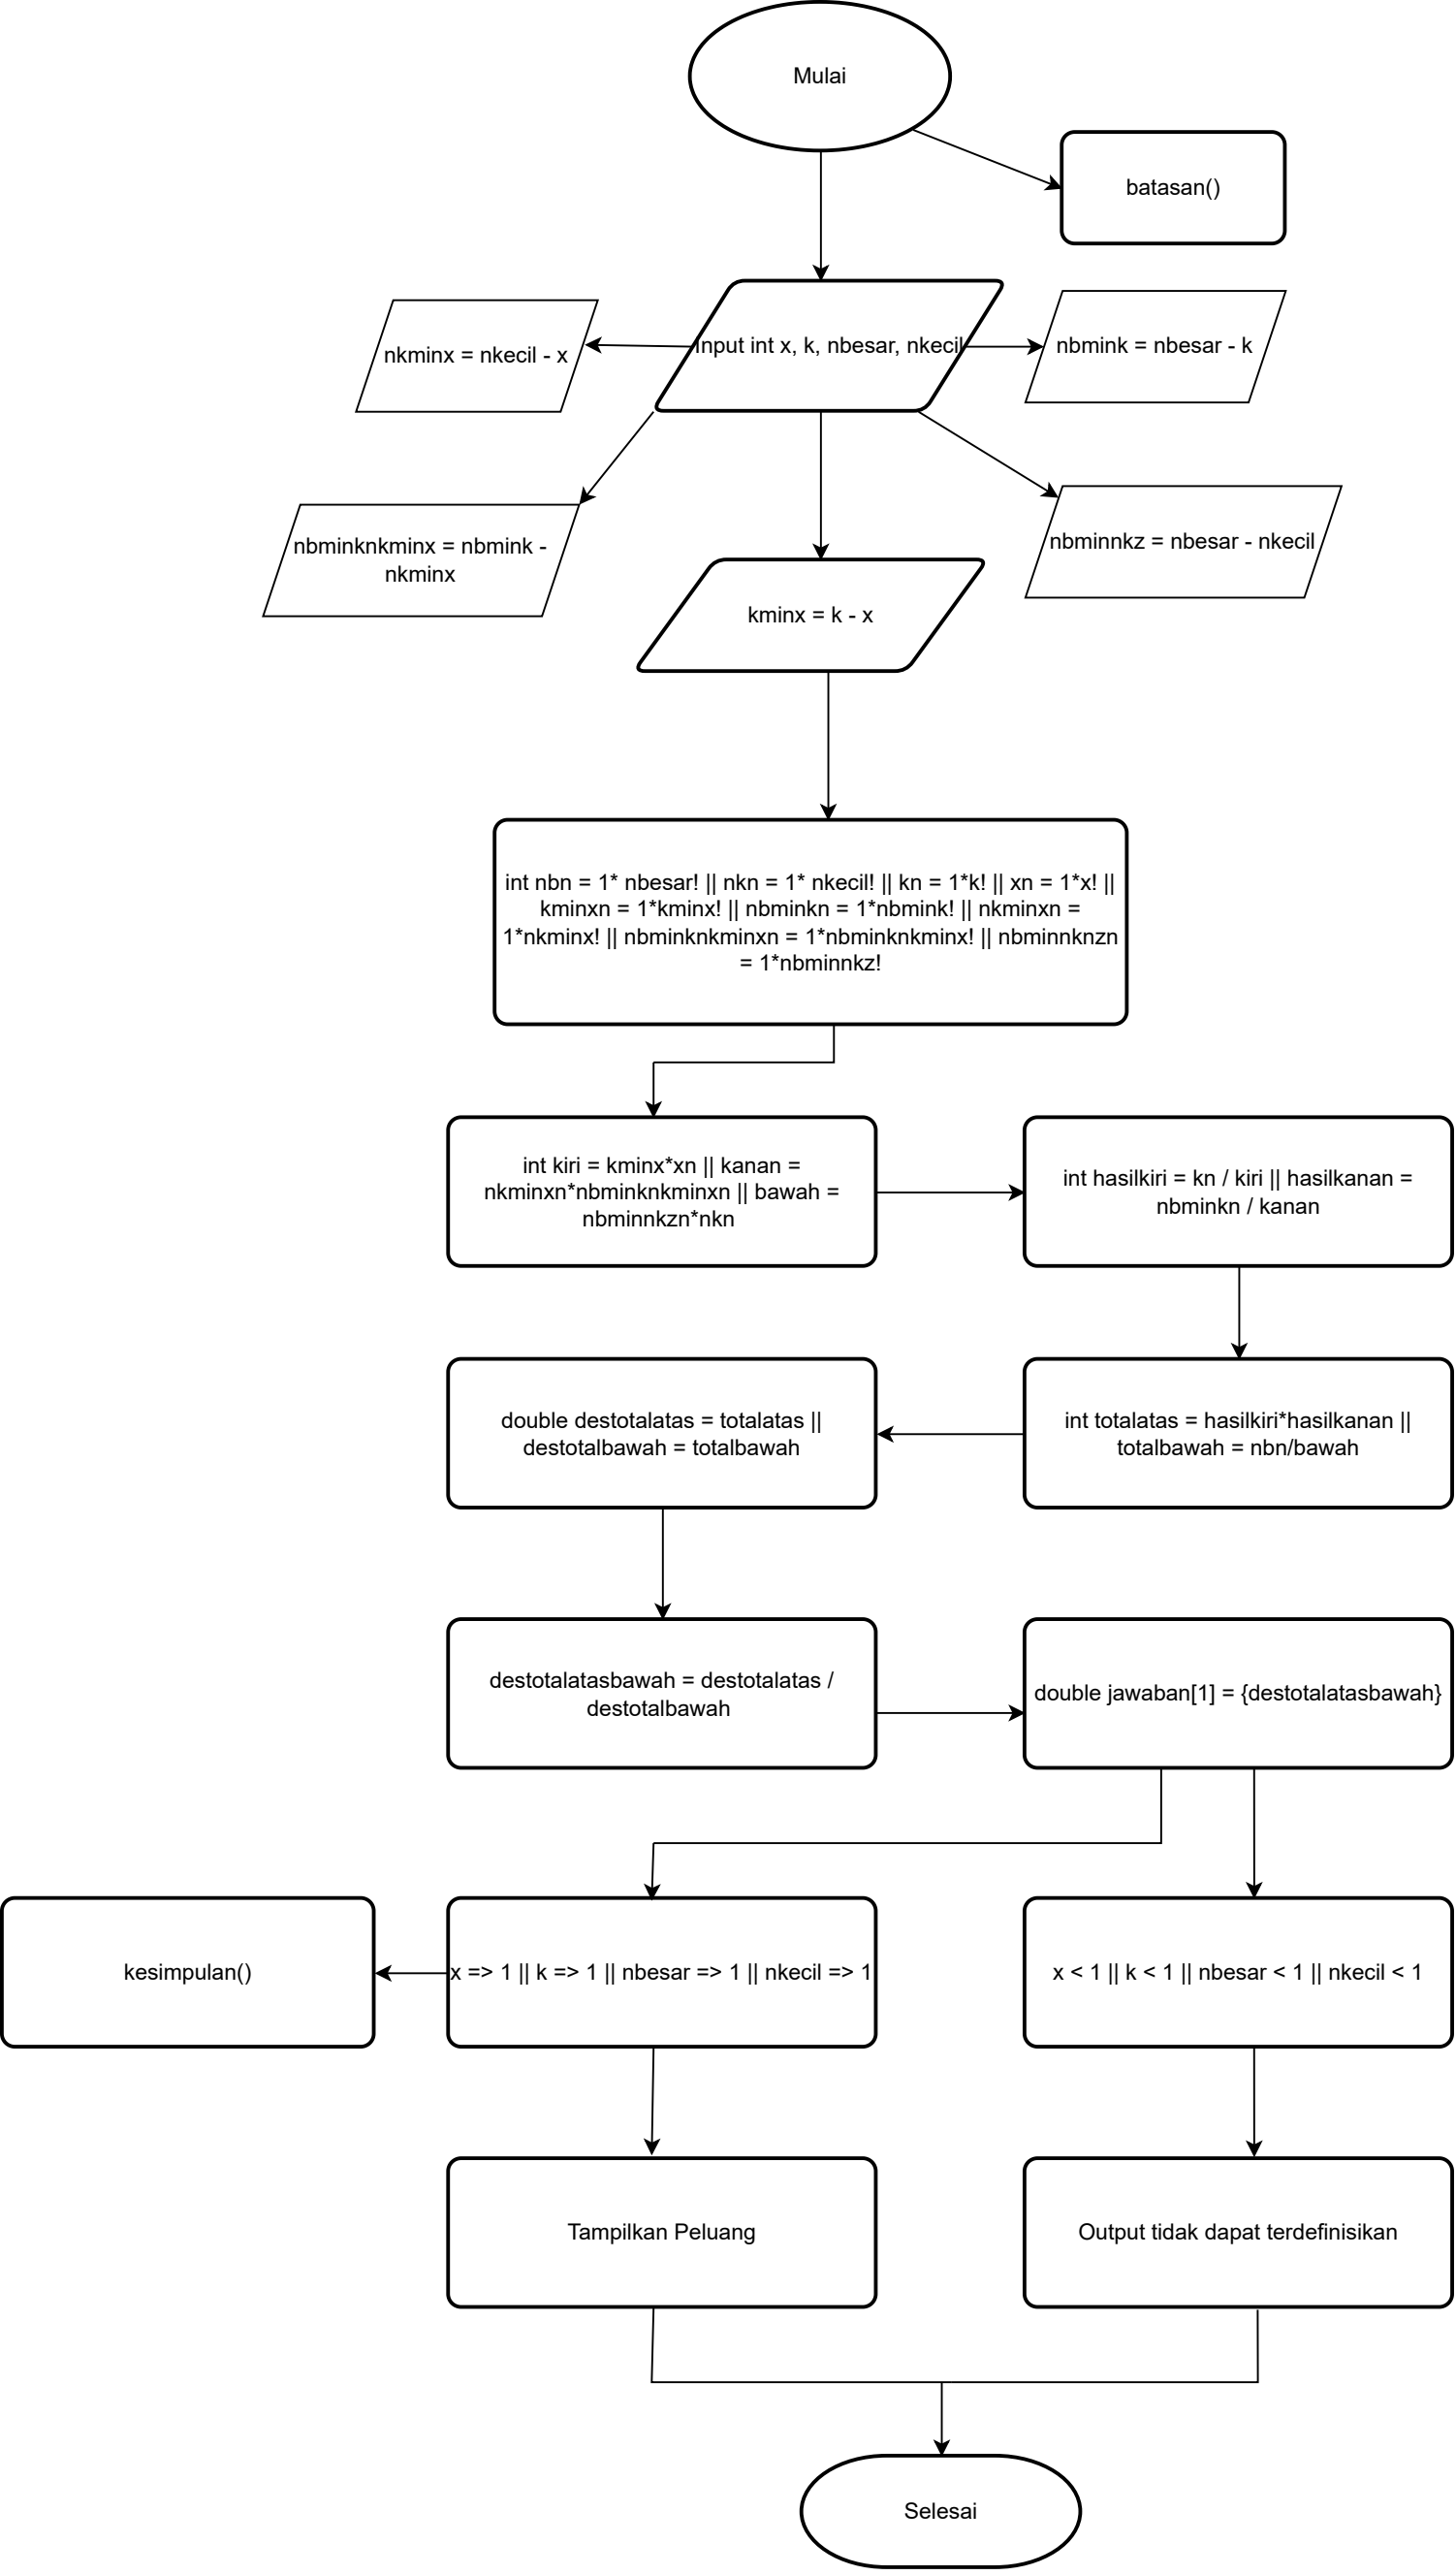 Mulai
batasan()
nkminx = nkecil - x
Input int x, k, nbesar, nkecil
nbmink = nbesar - k
nbminknkminx = nbmink -
nkminx
nbminnkz = nbesar - nkecil
kminx = k - x
int nbn = 1* nbesar! || nkn = 1* nkecil! || kn = 1*k! || xn = 1*x! ||
kminxn = 1*kminx! || nbminkn = 1*nbmink! || nkminxn =
1*nkminx! || nbminknkminxn = 1*nbminknkminx! || nbminnknzn
= 1*nbminnkz!
int kiri = kminx*xn || kanan =
nkminxn*nbminknkminxn || bawah =
nbminnkzn*nkn
int hasilkiri = kn / kiri || hasilkanan =
nbminkn / kanan
double destotalatas = totalatas ||
destotalbawah = totalbawah
int totalatas = hasilkiri*hasilkanan ||
totalbawah = nbn/bawah
destotalatasbawah = destotalatas /
destotalbawah
double jawaban[1] = {destotalatasbawah}
kesimpulan()
x => 1 || k => 1 || nbesar => 1 || nkecil => 1
x < 1 || k < 1 || nbesar < 1 || nkecil < 1
Tampilkan Peluang
Output tidak dapat terdefinisikan
Selesai